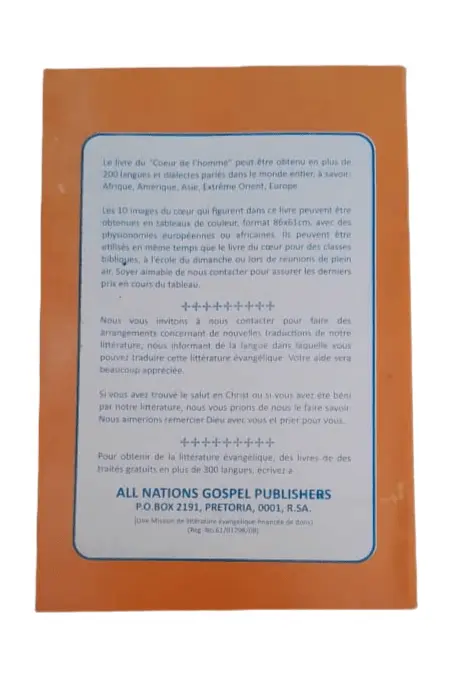 Le livre du "Coeur de l'homme" peut être obtenu en plus de
200 langues et dialectes parlés dans le monde entier, à savoir:
Afrique, Amerique, Asie, Extrême Orient, Europe
Les 10 images du cœur qui figurent dans ce livre peuvent être
obtenues en tableaux de couleur, format 86x61cm, avec des
physionomies européennes ou africaines. Ils peuvent être
utilisés en même temps que le livre du cœur pour des classes
bibliques, à l'école du dimanche ou lors de réunions de plein
air. Soyer aimable de nous contacter pour assurer les derniers
prix en cours du tableau.
Nous vous invitons à nous contacter pour faire des
arrangements concernant de nouvelles traductions de notre
littérature, nous informant de la langue dans laquelle vous
pouvez traduire cette littérature évangélique. Votre aide sera
beaucoup appréciée.
Si vous avez trouvé le salut en Christ ou si vous avez été béni
par notre littérature, nous vous prions de nous le faire savoir.
Nous aimerions remercier Dieu avec vous et prier pour vous.
Pour obtenir de la littérature évangélique, des livres de des
traités gratuits en plus de 300 langues, écrivez a
ALL NATIONS GOSPEL PUBLISHERS
P.O.BOX 2191, PRETORIA, 0001, R.SA.
(Une Mission de littérature évangélique financée de dons)
(Reg. No.61/01798/08)